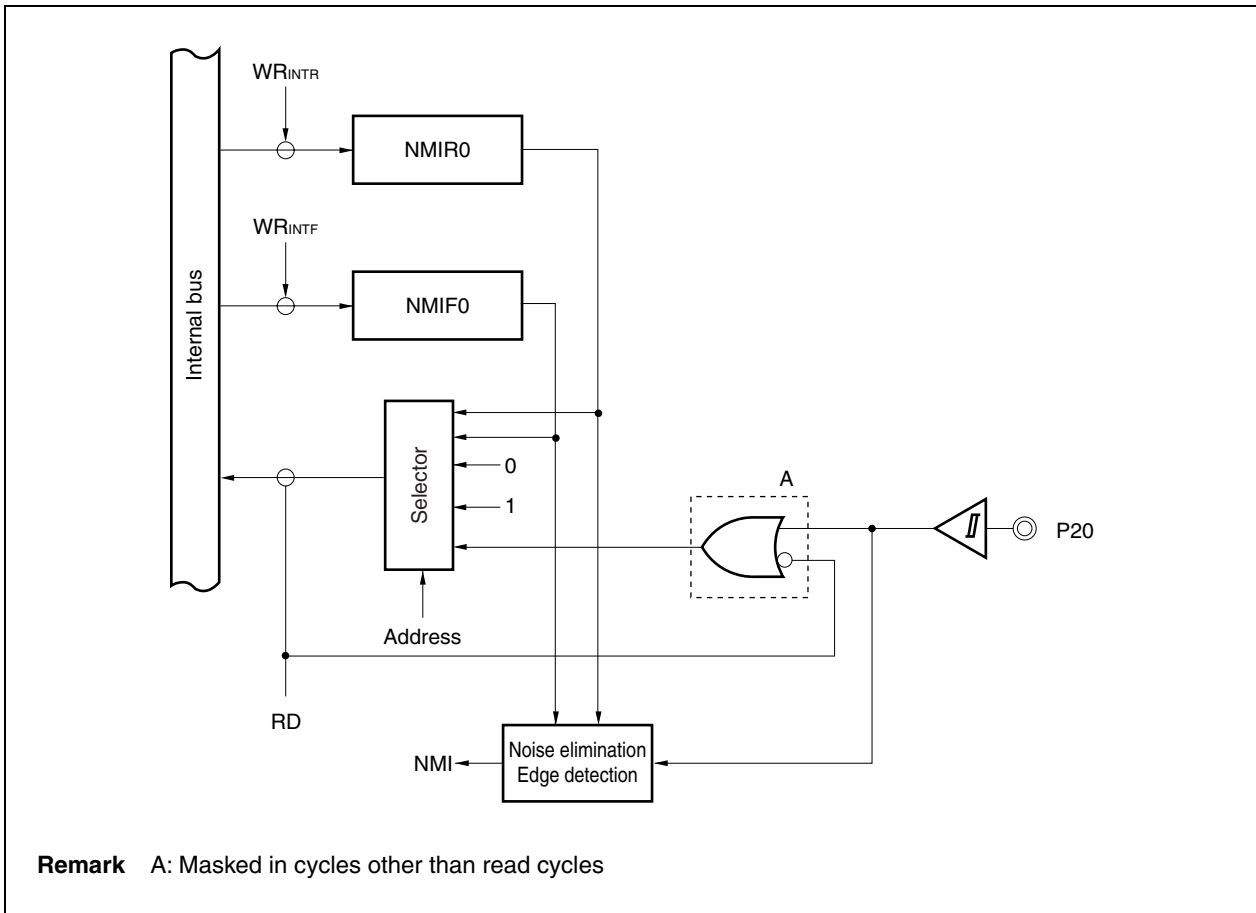 WRINTR
NMIR0
WRINTF
NMIF0
Internal bus
Selector
0
1
A
P20
Address
RD
NMI
Noise elimination
Edge detection
Remark A: Masked in cycles other than read cycles